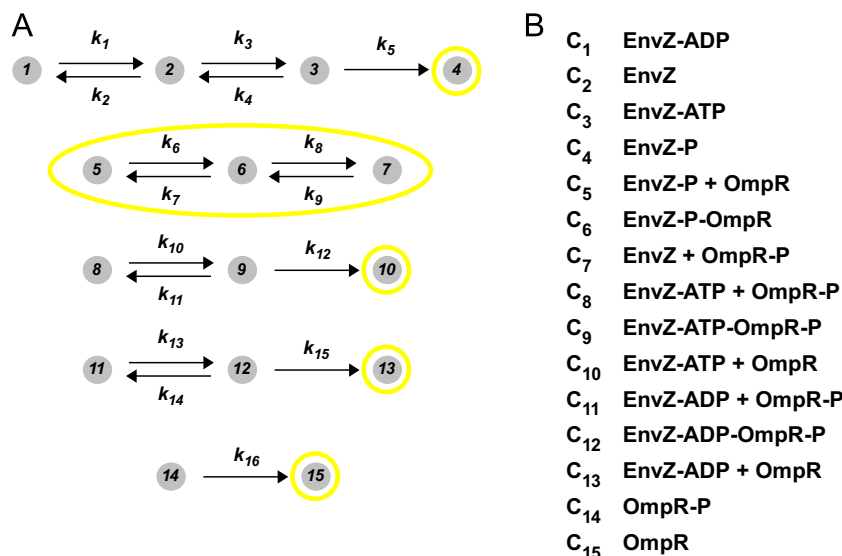 A
k1 k3 k5
1 2 3 4
k2 k4
k6 k8
5 6 7
k7 k9
k10 k12
8 9 10
k11
k13 k15
11 12 13
k14
k16
14 15
B
C1 EnvZ-ADP
C2 EnvZ
C3 EnvZ-ATP
C4 EnvZ-P
C5 EnvZ-P + OmpR
C6 EnvZ-P-OmpR
C7 EnvZ + OmpR-P
C8 EnvZ-ATP + OmpR-P
C9 EnvZ-ATP-OmpR-P
C10 EnvZ-ATP + OmpR
C11 EnvZ-ADP + OmpR-P
C12 EnvZ-ADP-OmpR-P
C13 EnvZ-ADP + OmpR
C14 OmpR-P
C15 OmpR